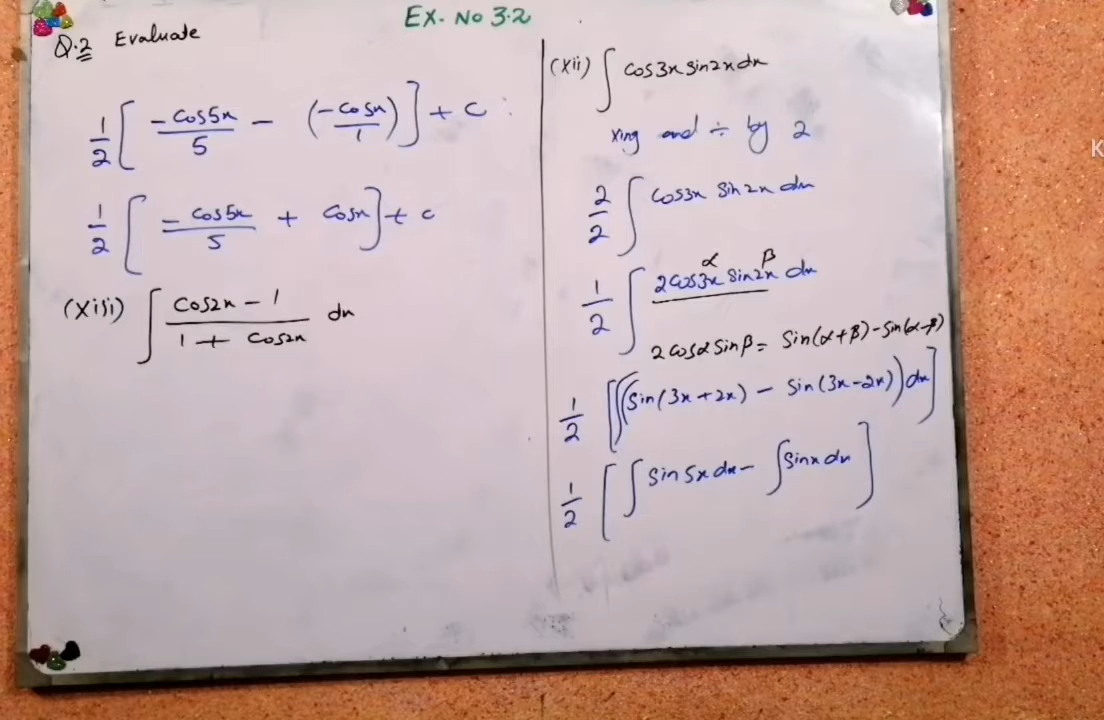 Ex. No 3.2
Q.2 Evaluate
(xii) ∫ cos3x sin2x dx
xing and ÷ by 2
2/2 ∫ cos3x sin2x dx
1/2 ∫ 2cos3x sin2x dx
α β
2cosα sinβ = Sin(α+β) - Sin(α-β)
1/2 [∫(Sin(3x+2x) - Sin(3x-2x)) dx]
1/2 [∫ Sin5x dx - ∫ Sinx dx]
1/2 [-cos5x/5 - (-cosx/1)] + c
1/2 [-cos5x/5 + cosx] + c
(xiii) ∫ cos2x - 1 / 1 + cos2x dx
K